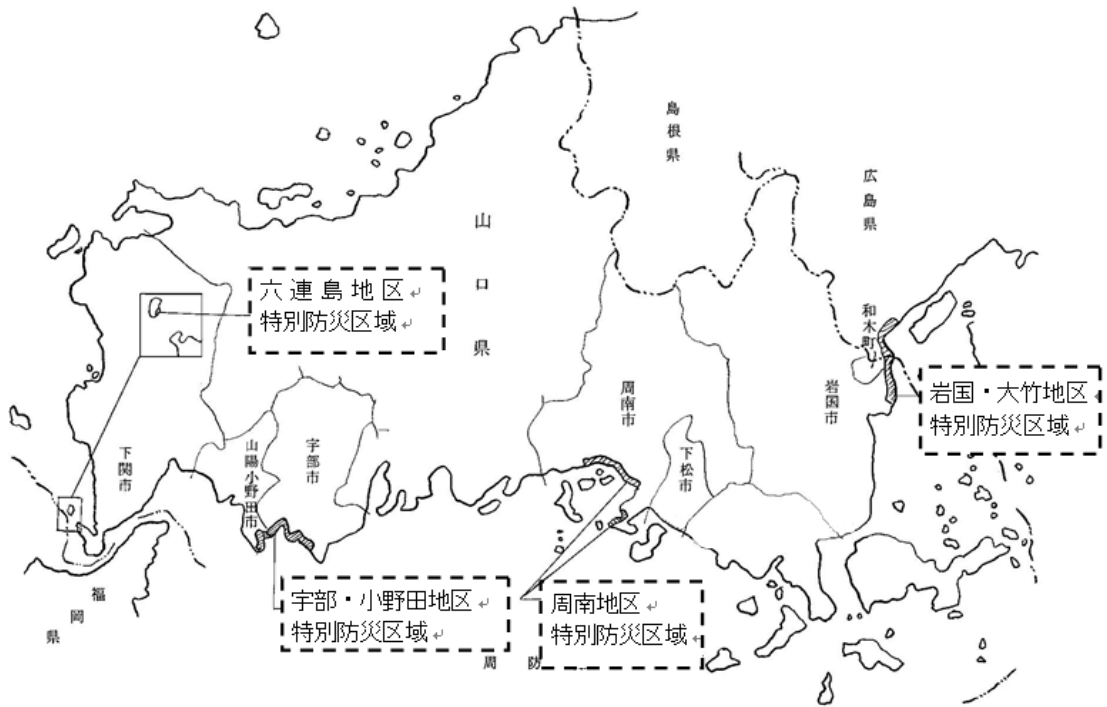 島根県
広島県
山口県
六連島地区
特別防災区域
和木町
岩国・大竹地区
特別防災区域
周南市
岩国市
下関市
山陽小野田市
宇部市
下松市
宇部・小野田地区
特別防災区域
周南地区
特別防災区域
福岡県
周防